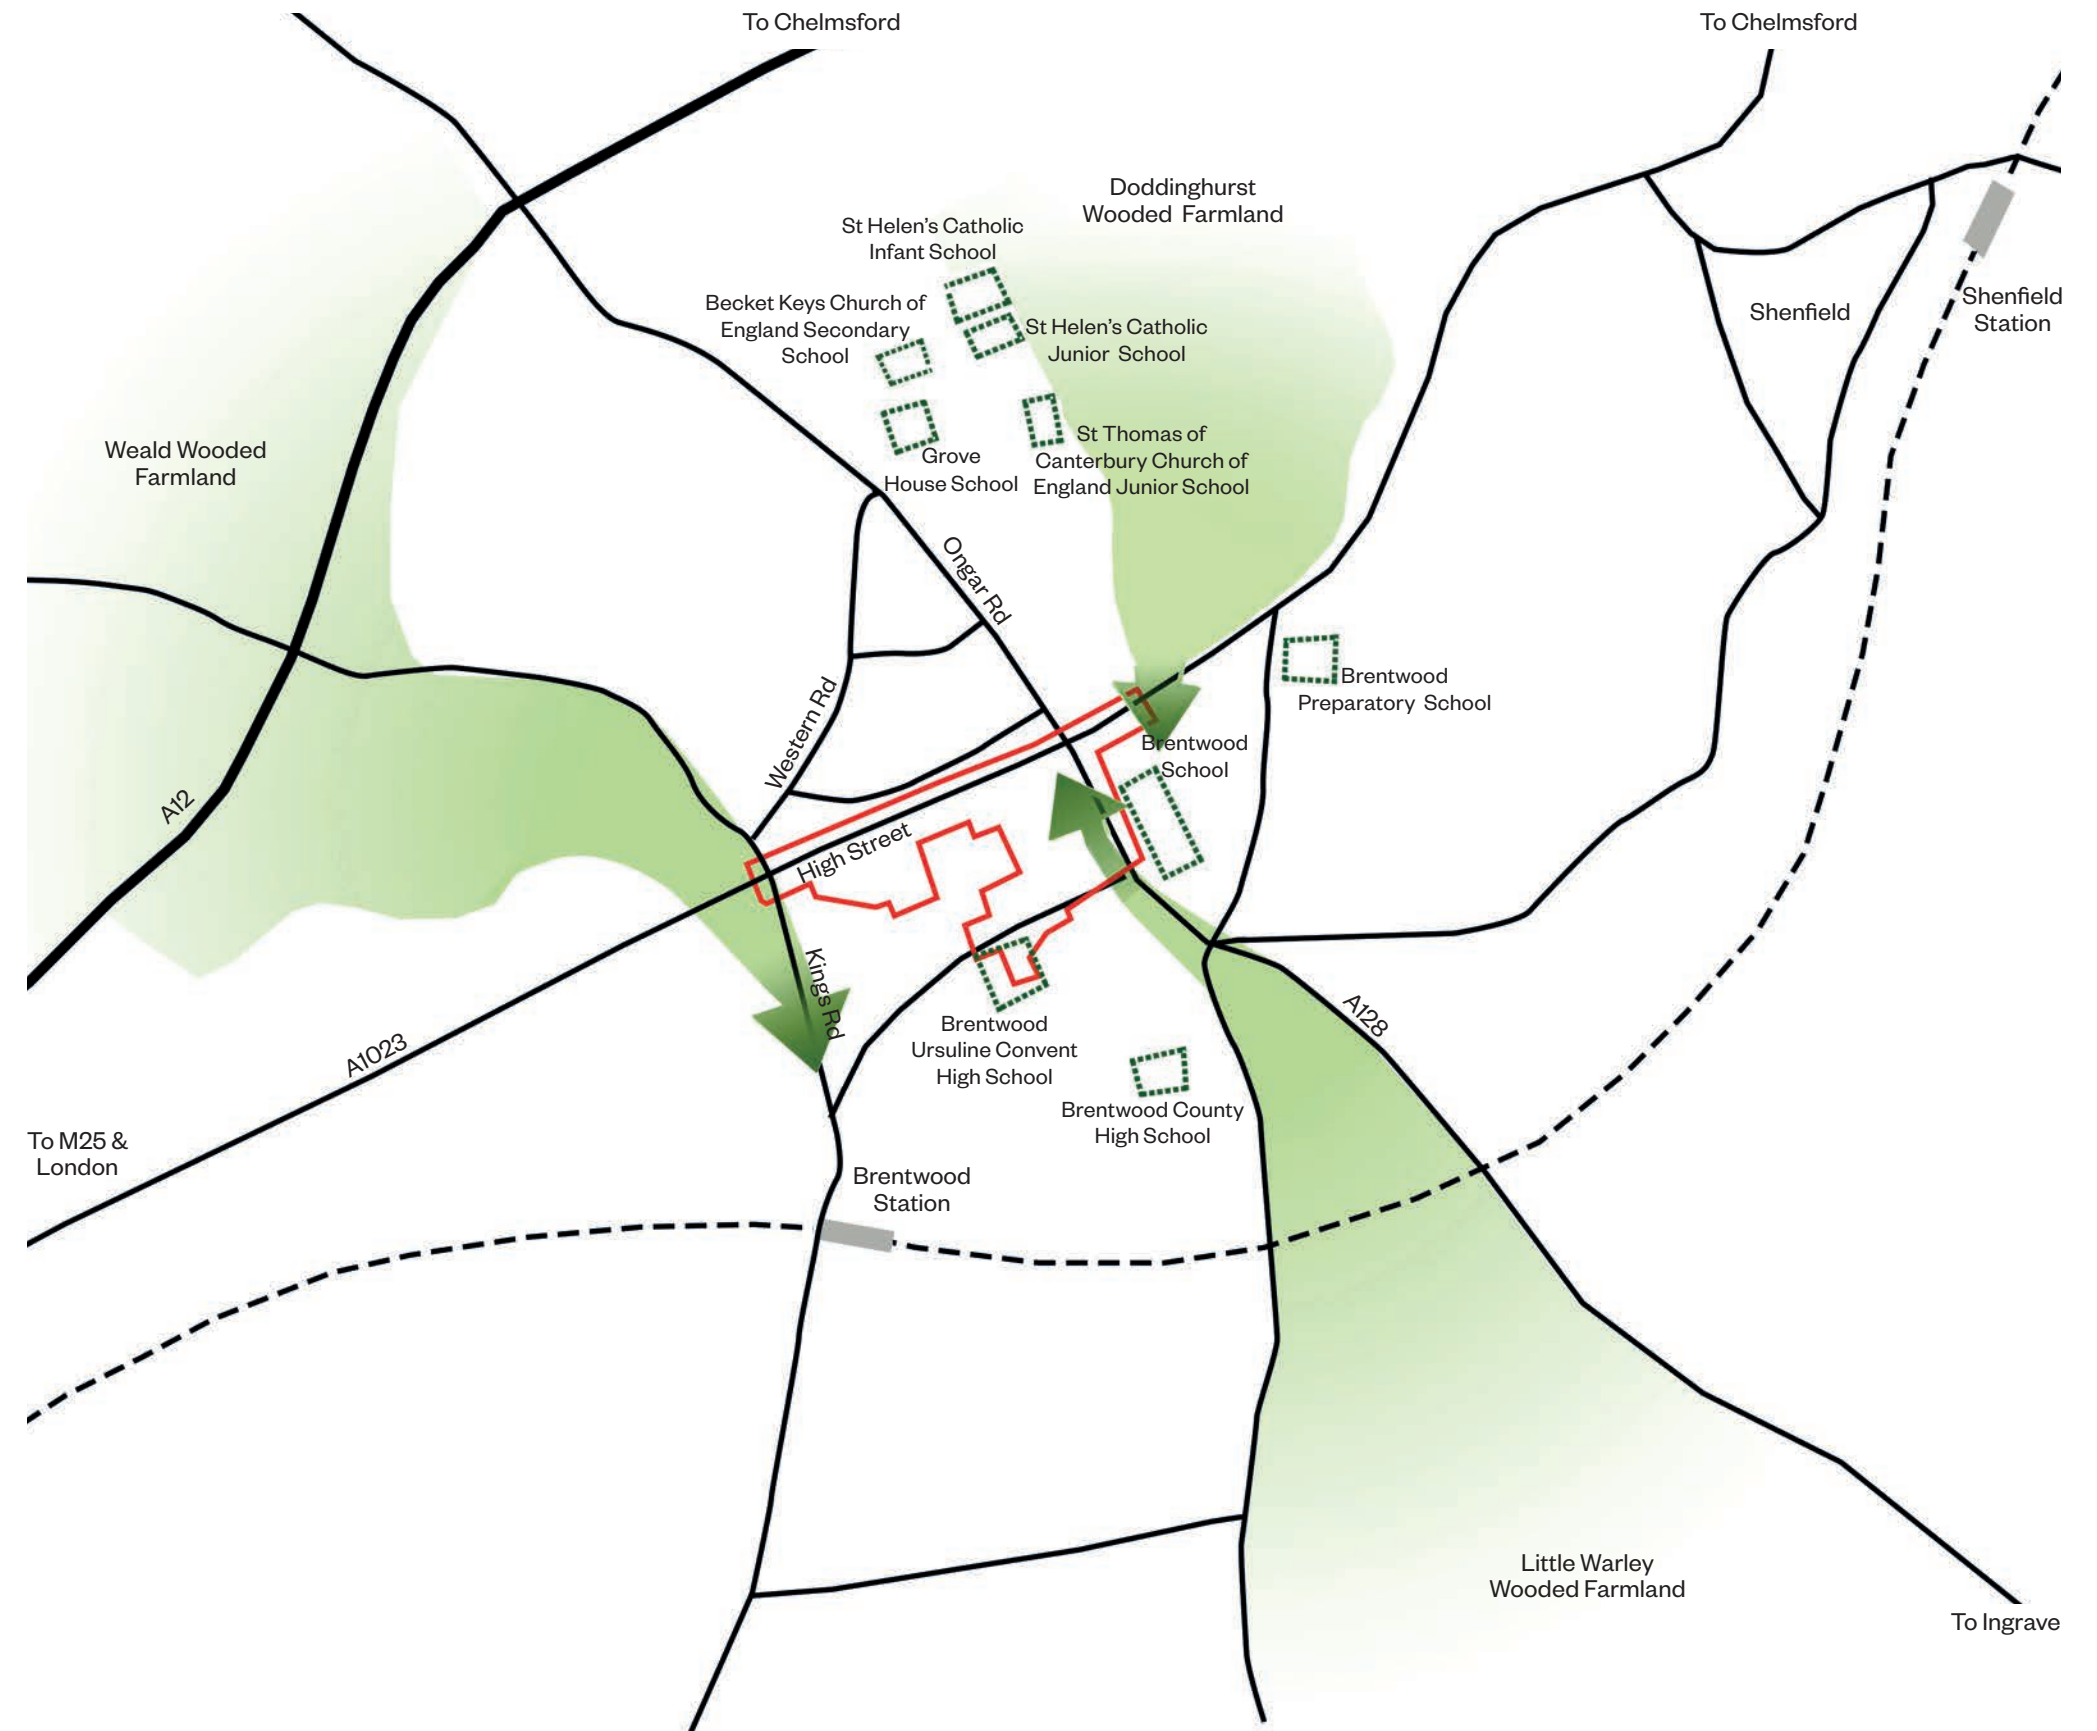 To Chelmsford
To Chelmsford
Doddinghurst
Wooded Farmland
St Helen's Catholic
Infant School
Becket Keys Church of
England Secondary
School
St Helen's Catholic
Junior School
Shenfield
Shenfield
Station
Weald Wooded
Farmland
Grove
House School
St Thomas of
Canterbury Church of
England Junior School
Ongar Rd
Western Rd
Brentwood
Preparatory School
Brentwood
School
A12
High Street
Kings Rd
A128
A1023
Brentwood
Ursuline Convent
High School
Brentwood County
High School
To M25 &
London
Brentwood
Station
Little Warley
Wooded Farmland
To Ingrave